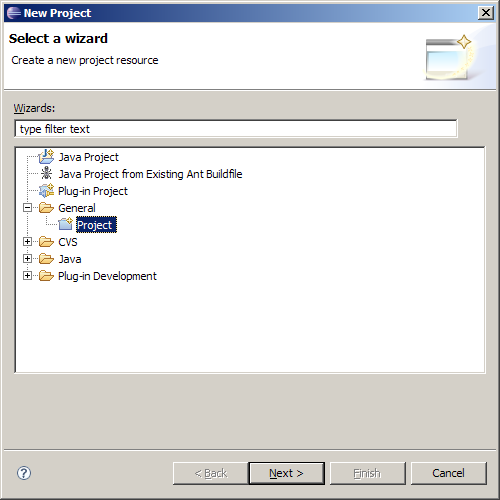 New Project
Select a wizard
Create a new project resource
Wizards:
type filter text
Java Project
Java Project from Existing Ant Buildfile
Plug-in Project
General
Project
CVS
Java
Plug-in Development
? < Back Next > Finish Cancel